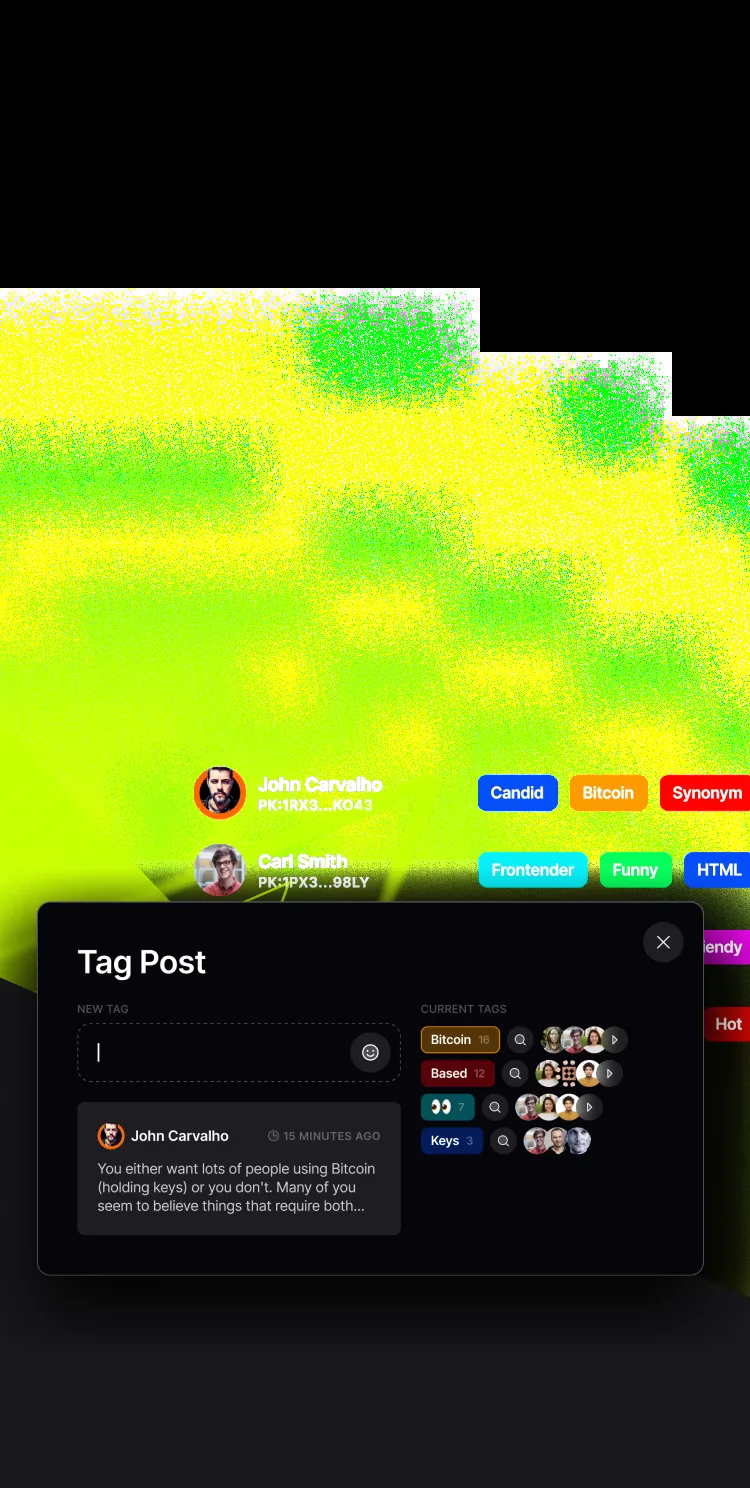 John Carvalho
PK:1RX3...KO43
Candid
Bitcoin
Synonym
Carl Smith
PK:1PX3...98LY
Frontender
Funny
HTML
iendy
Hot
Tag Post
NEW TAG
John Carvalho
15 MINUTES AGO
You either want lots of people using Bitcoin
(holding keys) or you don't. Many of you
seem to believe things that require both...
CURRENT TAGS
Bitcoin 16
Based 12
👀 7
Keys 3